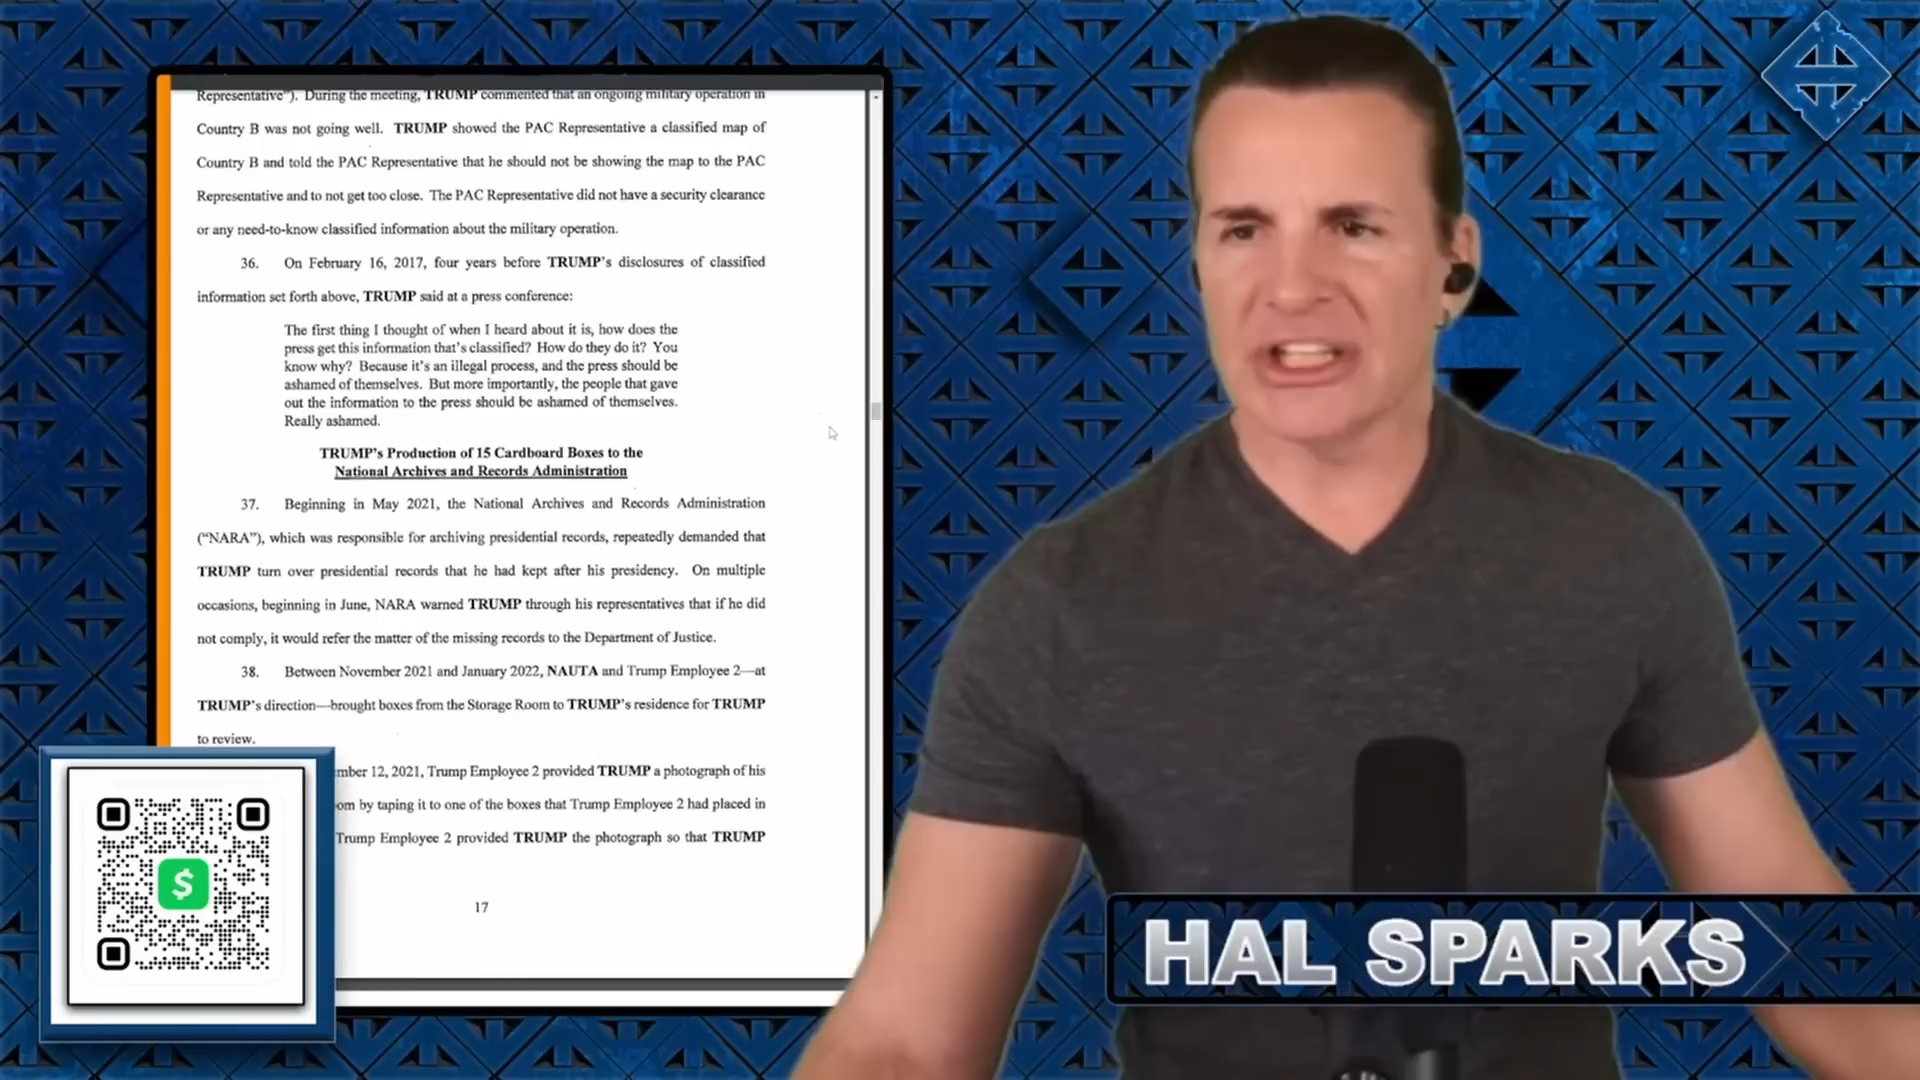 Representative"). During the meeting, TRUMP commented that an ongoing military operation in
Country B was not going well. TRUMP showed the PAC Representative a classified map of
Country B and told the PAC Representative that he should not be showing the map to the PAC
Representative and to not get too close. The PAC Representative did not have a security clearance
or any need-to-know classified information about the military operation.
36. On February 16, 2017, four years before TRUMP's disclosures of classified
information set forth above, TRUMP said at a press conference:
The first thing I thought of when I heard about it is, how does the
press get this information that's classified? How do they do it? You
know why? Because it's an illegal process, and the press should be
ashamed of themselves. But more importantly, the people that gave
out the information to the press should be ashamed of themselves.
Really ashamed.
TRUMP's Production of 15 Cardboard Boxes to the
National Archives and Records Administration
37. Beginning in May 2021, the National Archives and Records Administration
("NARA"), which was responsible for archiving presidential records, repeatedly demanded that
TRUMP turn over presidential records that he had kept after his presidency. On multiple
occasions, beginning in June, NARA warned TRUMP through his representatives that if he did
not comply, it would refer the matter of the missing records to the Department of Justice.
38. Between November 2021 and January 2022, NAUTA and Trump Employee 2—at
TRUMP's direction—brought boxes from the Storage Room to TRUMP's residence for TRUMP
to review.
mber 12, 2021, Trump Employee 2 provided TRUMP a photograph of his
om by taping it to one of the boxes that Trump Employee 2 had placed in
Trump Employee 2 provided TRUMP the photograph so that TRUMP
17
$
HAL SPARKS